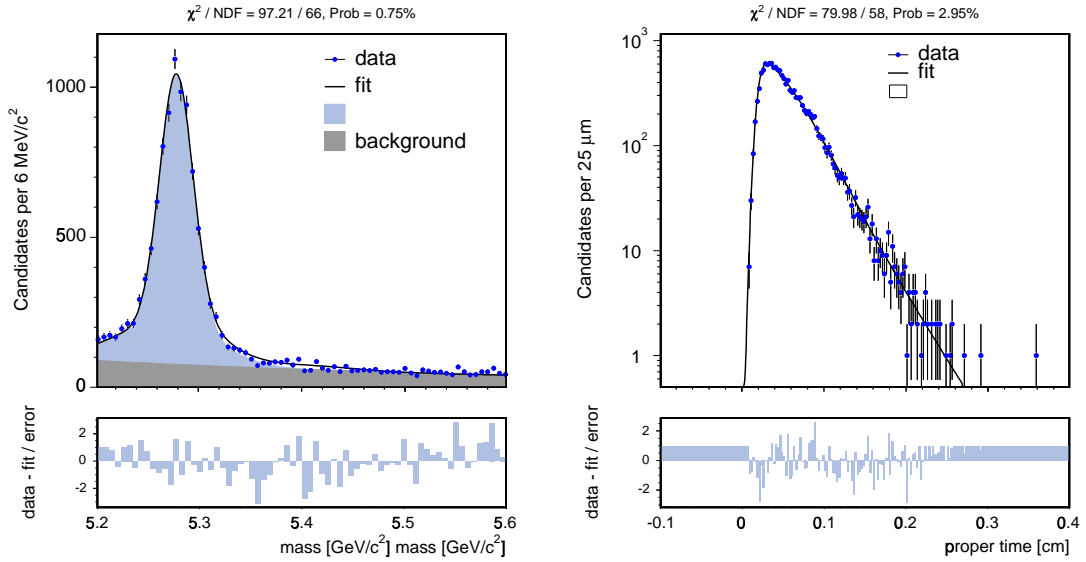 χ² / NDF = 97.21 / 66, Prob = 0.75%
Candidates per 6 MeV/c²
1000
500
0
data
fit
background
data - fit / error
2
0
-2
5.2 5.3 5.4 5.5 5.6
mass [GeV/c²] mass [GeV/c²]
χ² / NDF = 79.98 / 58, Prob = 2.95%
Candidates per 25 μm
10³
10²
10
1
data
fit
data - fit / error
2
0
-2
-0.1 0 0.1 0.2 0.3 0.4
proper time [cm]